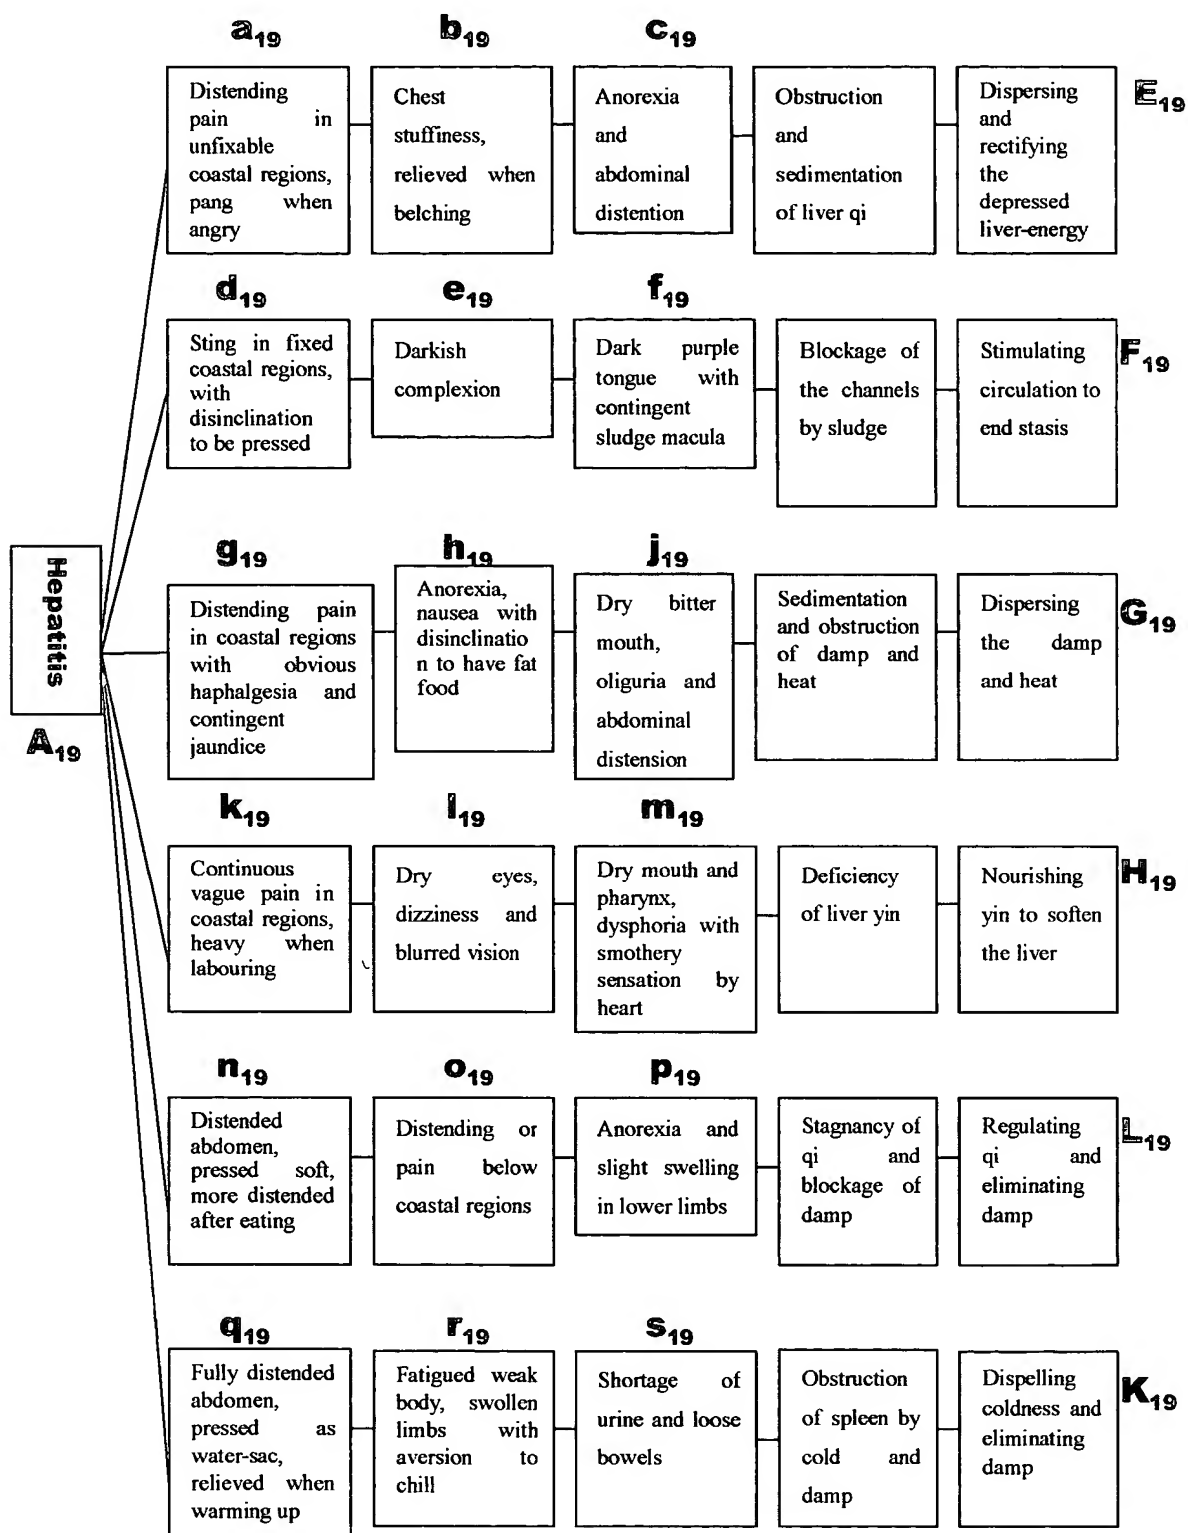 a19 b19 c19
Distending
pain in
unfixable
coastal regions,
pang when
angry
Chest
stuffiness,
relieved when
belching
Anorexia
and
abdominal
distention
Obstruction
and
sedimentation
of liver qi
Dispersing
and
rectifying
the
depressed
liver-energy
E19
d19 e19 f19
Sting in fixed
coastal regions,
with
disinclination
to be pressed
Darkish
complexion
Dark purple
tongue with
contingent
sludge macula
Blockage of
the channels
by sludge
Stimulating
circulation to
end stasis
F19
Hepatitis
A19
g19 h19 j19
Distending pain
in coastal regions
with obvious
haphalgesia and
contingent
jaundice
Anorexia,
nausea with
disinclinatio
n to have fat
food
Dry bitter
mouth,
oliguria and
abdominal
distension
Sedimentation
and obstruction
of damp and
heat
Dispersing
the damp
and heat
G19
k19 l19 m19
Continuous
vague pain in
coastal regions,
heavy when
labouring
Dry eyes,
dizziness and
blurred vision
Dry mouth and
pharynx,
dysphoria with
smothery
sensation by
heart
Deficiency
of liver yin
Nourishing
yin to soften
the liver
H19
n19 o19 p19
Distended
abdomen,
pressed soft,
more distended
after eating
Distending or
pain below
coastal regions
Anorexia and
slight swelling
in lower limbs
Stagnancy of
qi and
blockage of
damp
Regulating
qi and
eliminating
damp
L19
q19 r19 s19
Fully distended
abdomen,
pressed as
water-sac,
relieved when
warming up
Fatigued weak
body, swollen
limbs with
aversion to
chill
Shortage of
urine and loose
bowels
Obstruction
of spleen by
cold and
damp
Dispelling
coldness and
eliminating
damp
K19